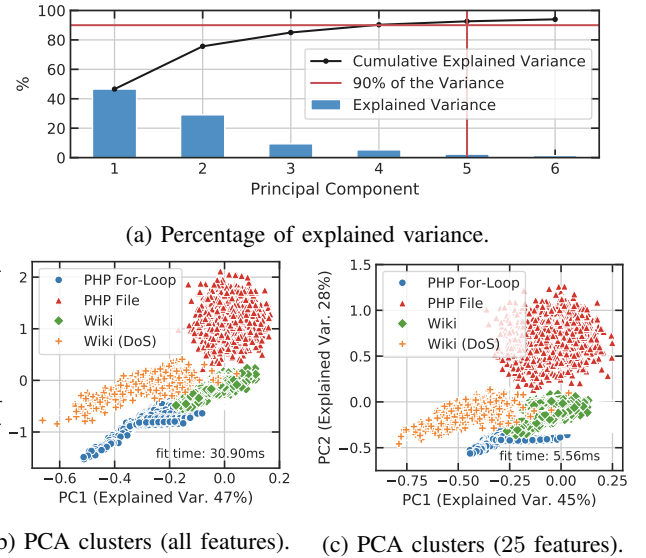 100
80
60
40
20
0
%
Cumulative Explained Variance
90% of the Variance
Explained Variance
1 2 3 4 5 6
Principal Component
(a) Percentage of explained variance.
2
1
0
−1
PHP For-Loop
PHP File
Wiki
Wiki (DoS)
fit time: 30.90ms
−0.6 −0.4 −0.2 0.0 0.2
PC1 (Explained Var. 47%)
) PCA clusters (all features).
PC2 (Explained Var. 28%)
1.5
1.0
0.5
0.0
−0.5
PHP For-Loop
PHP File
Wiki
Wiki (DoS)
fit time: 5.56ms
−0.75 −0.50 −0.25 0.00 0.25
PC1 (Explained Var. 45%)
(c) PCA clusters (25 features).